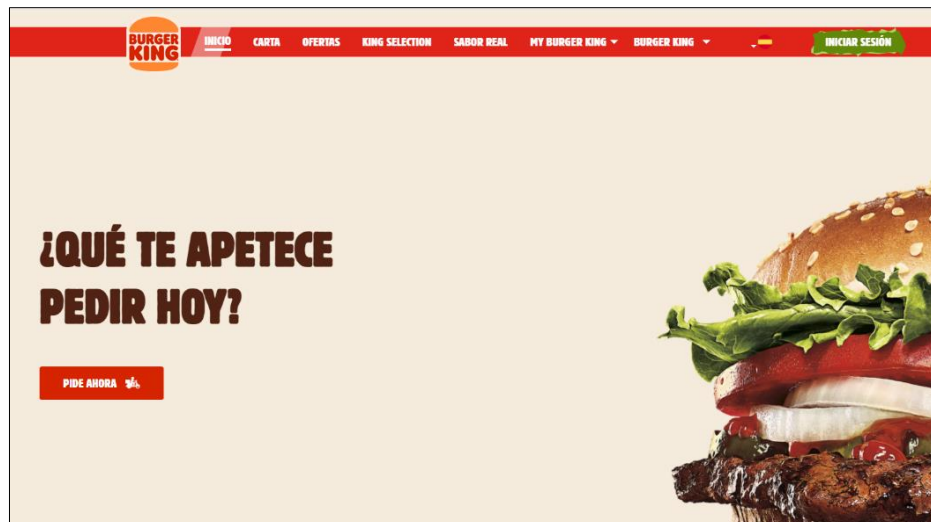 BURGER
KING
INICIO CARTA OFERTAS KING SELECTION SABOR REAL MY BURGER KING BURGER KING INICIAR SESIÓN
¿QUÉ TE APETECE
PEDIR HOY?
PIDE AHORA